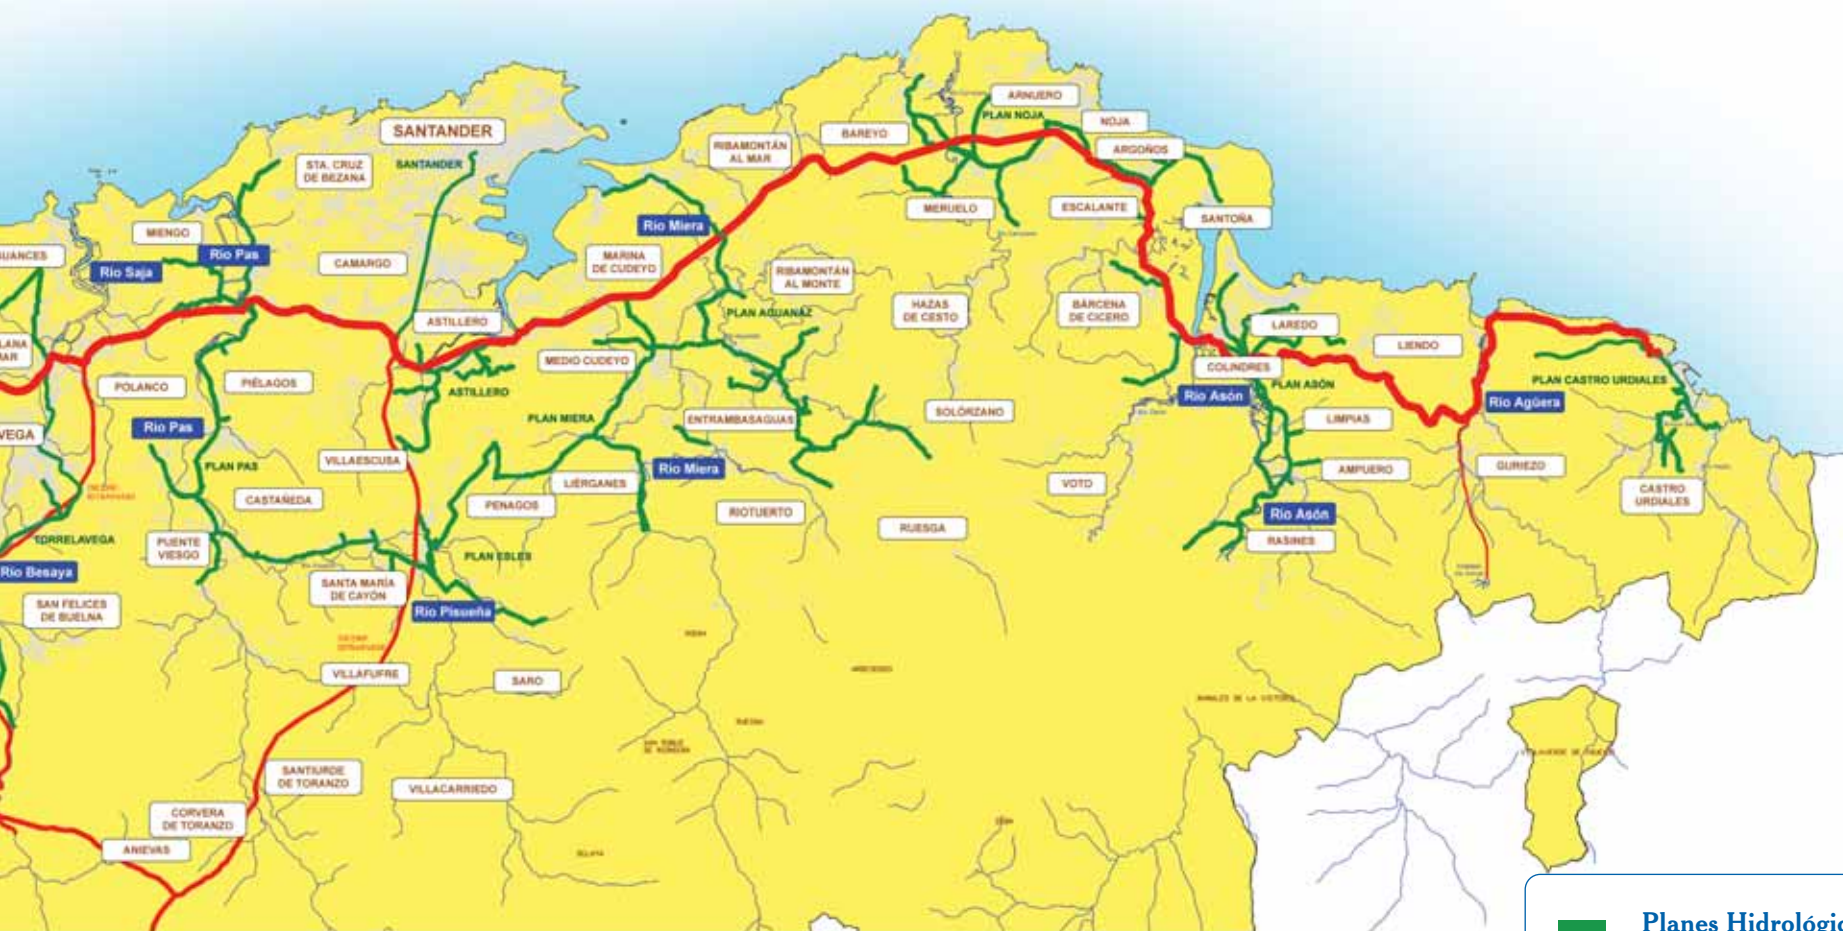 ARNUERO
PLAN NOJA
NOJA
SANTANDER
BAREYO
RIBAMONTÁN
AL MAR
ARGOÑOS
STA. CRUZ
DE BEZANA
SANTANDER
MERUELO
ESCALANTE
SANTOÑA
Río Miera
MIENGO
UANCES
Río Pas
Río Saja
CAMARGO
MARINA
DE CUDEYO
RIBAMONTÁN
AL MONTE
HAZAS
DE CESTO
BÁRCENA
DE CICERO
PLAN AGUANAZ
ASTILLERO
LAREDO
LIENDO
LANA
AR
MEDIO CUDEYO
COLINDRES
POLANCO
PIÉLAGOS
ASTILLERO
PLAN ASÓN
PLAN CASTRO URDIALES
Río Asón
Río Agüera
SOLÓRZANO
PLAN MIERA
ENTRAMBASAGUAS
LIMPIAS
Río Pas
VEGA
VILLAESCUSA
PLAN PAS
Río Miera
AMPUERO
GURIEZO
LIÉRGANES
VOTO
CASTAÑEDA
PENAGOS
CASTRO
URDIALES
RIOTUERTO
Río Asón
RUESGA
TORRELAVEGA
PUENTE
VIESGO
RASINES
PLAN ESLES
Río Besaya
SANTA MARÍA
DE CAYÓN
Río Pisueña
SAN FELICES
DE BUELNA
VILLAFUFRE
SARO
SANTIURDE
DE TORANZO
VILLACARRIEDO
CORVERA
DE TORANZO
ANIEVAS
Planes Hidrológic